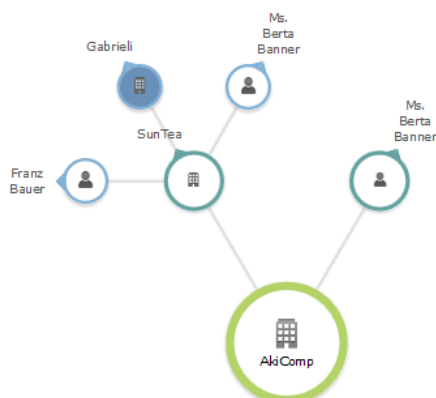 Gabrieli
Ms.
Berta
Banner
SunTea
Ms.
Berta
Banner
Franz
Bauer
AkiComp